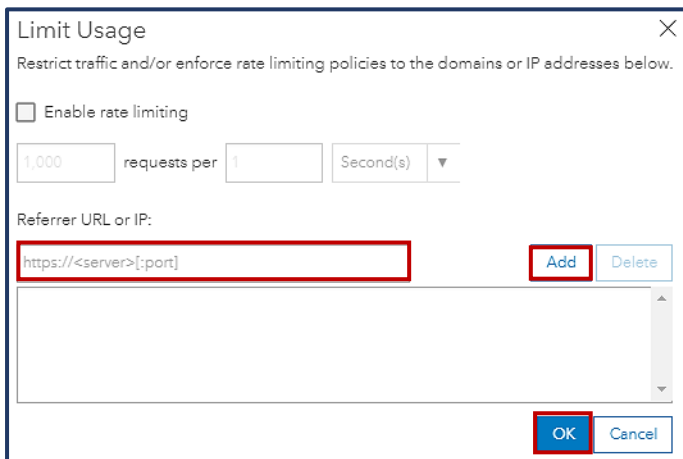 Limit Usage
Restrict traffic and/or enforce rate limiting policies to the domains or IP addresses below.
Enable rate limiting
1,000 requests per 1 Second(s)
Referrer URL or IP:
https://<server>[:port] Add Delete
OK Cancel